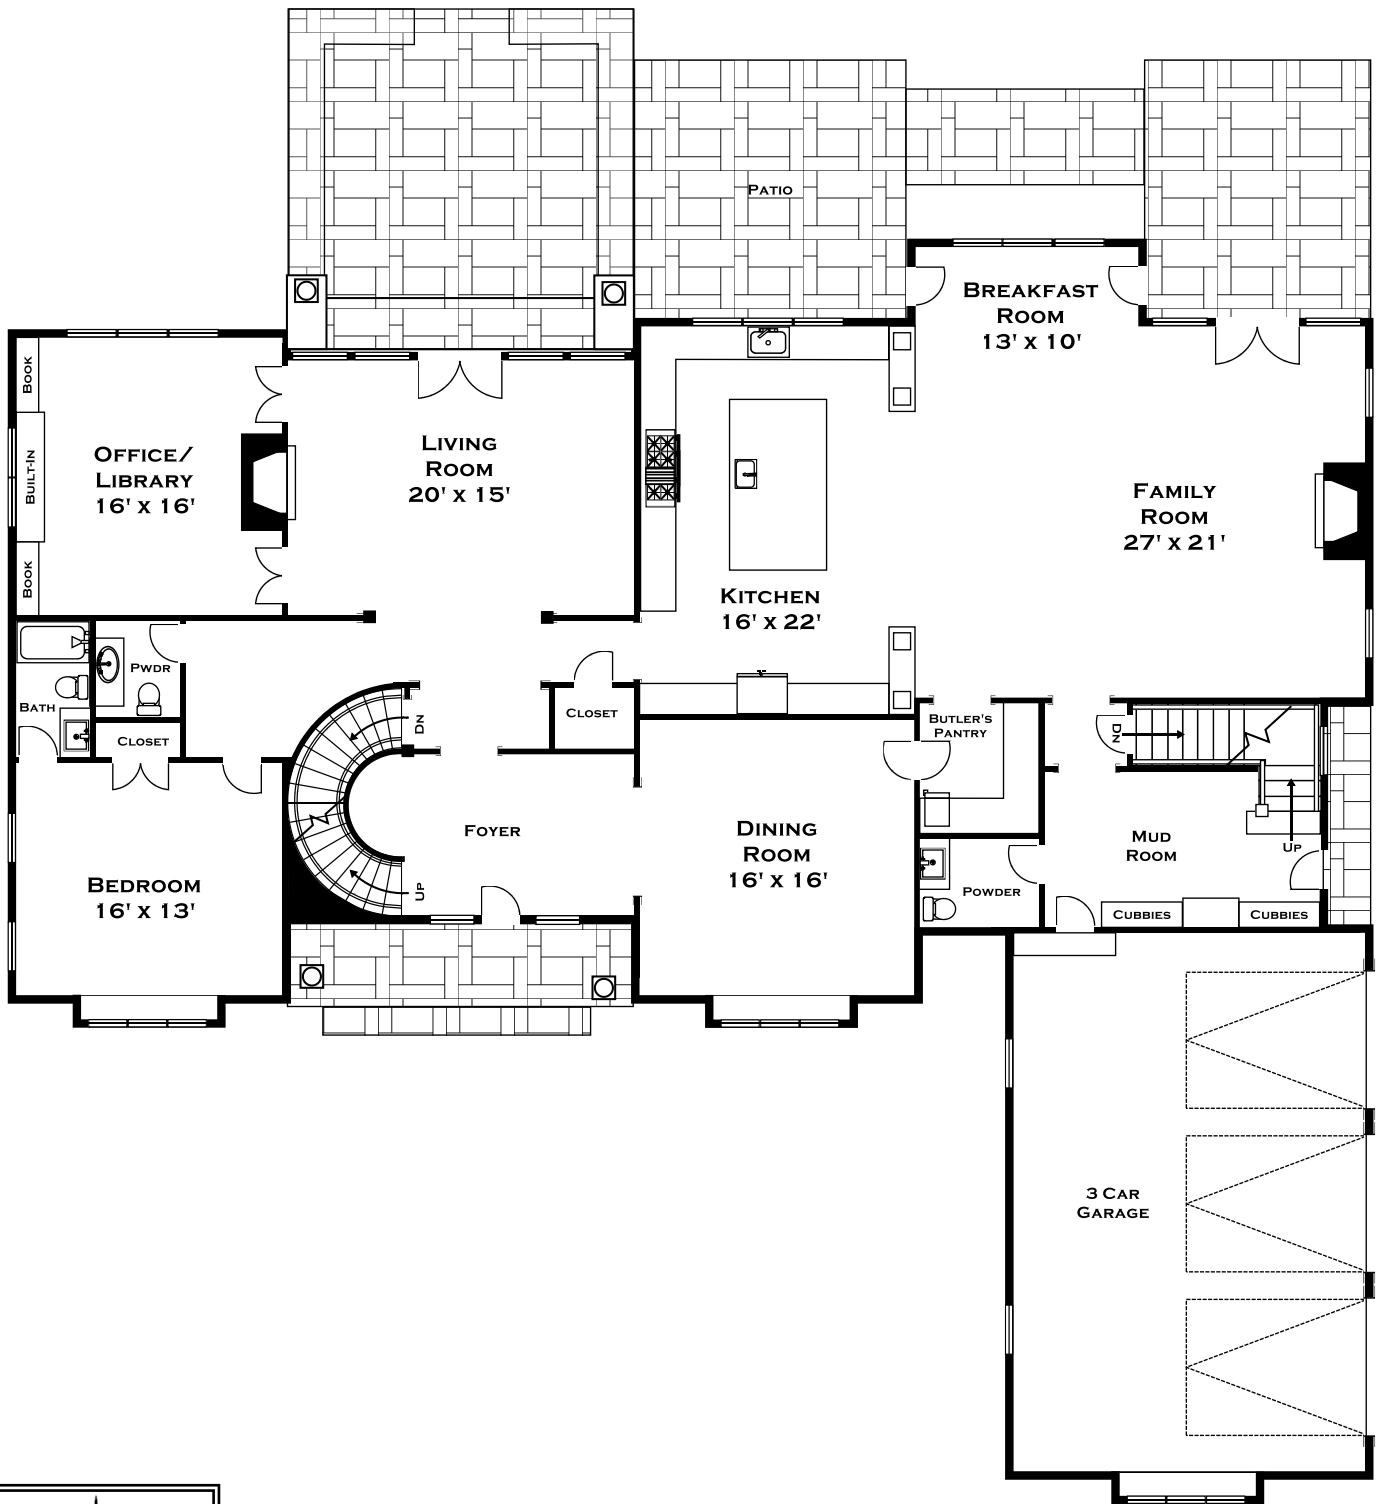 PATIO
BREAKFAST
ROOM
13' X 10'
BOOK
BUILT-IN
BOOK
OFFICE/
LIBRARY
16' X 16'
LIVING
ROOM
20' X 15'
FAMILY
ROOM
27' X 21'
KITCHEN
16' X 22'
PWDR
BATH
CLOSET
DN
CLOSET
BUTLER'S
PANTRY
DN
FOYER
DINING
ROOM
16' X 16'
MUD
ROOM
UP
BEDROOM
16' X 13'
UP
POWDER
CUBBIES
CUBBIES
3 CAR
GARAGE